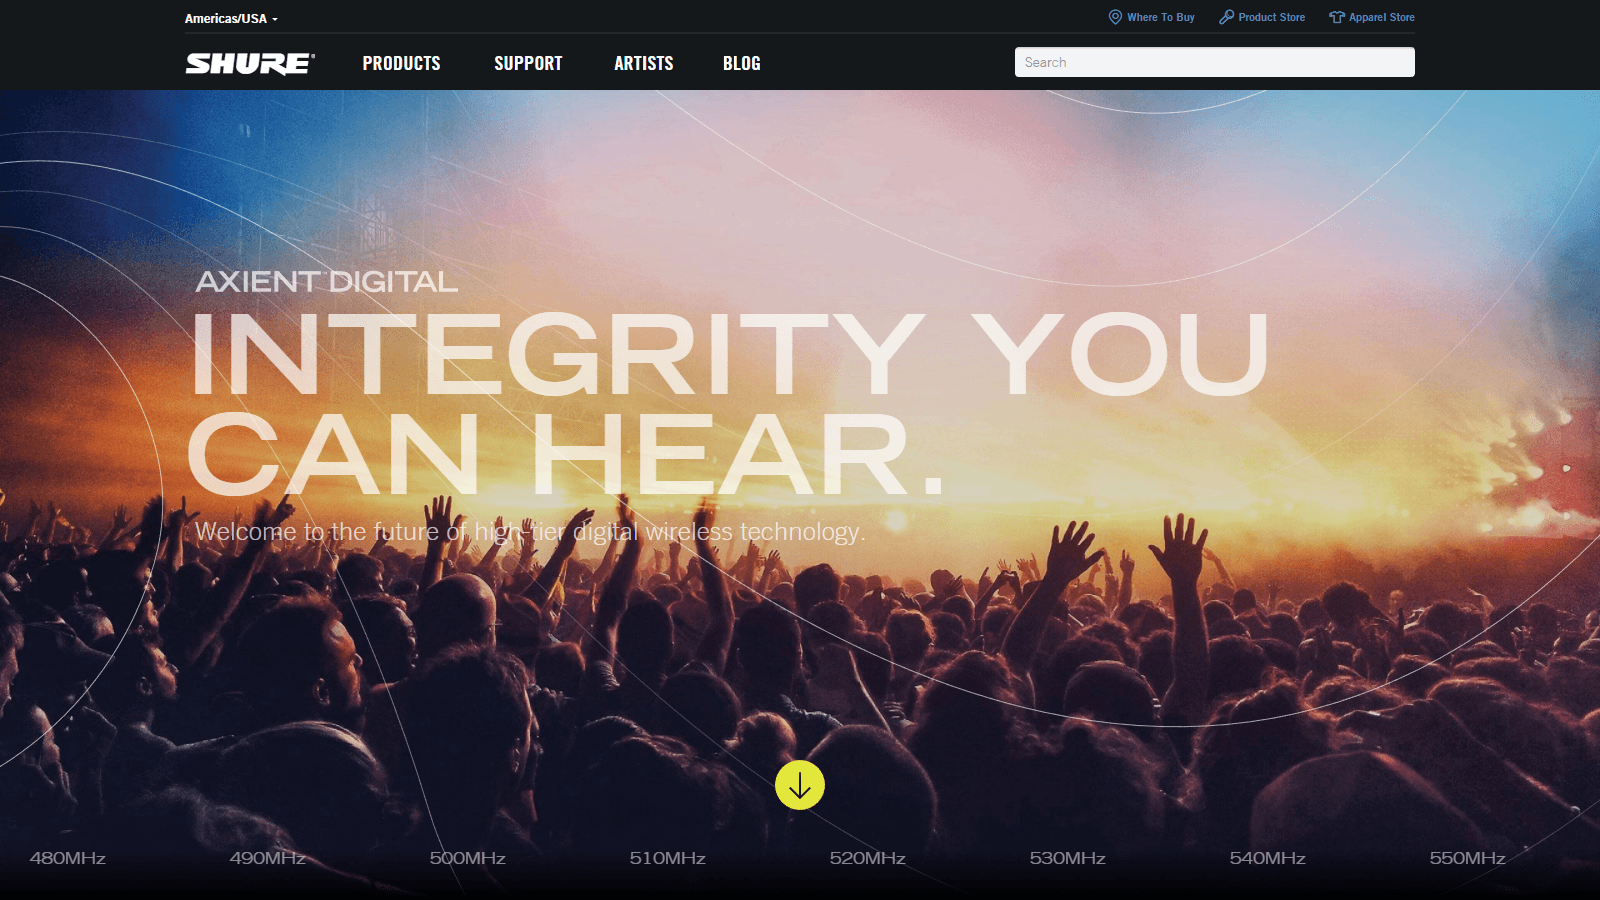 Americas/USA
Where To Buy
Product Store
Apparel Store
SHURE®
PRODUCTS
SUPPORT
ARTISTS
BLOG
Search
AXIENT™ DIGITAL
INTEGRITY YOU
CAN HEAR.
Welcome to the future of high-tier digital wireless technology.
480MHz
490MHz
500MHz
510MHz
520MHz
530MHz
540MHz
550MHz